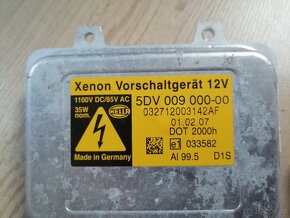 Xenon Vorschaltgerät 12V
1100V DC/85V AC
35W nom.
HELLA
5DV 009 000-00
032712003142AF
01.02.07
DOT 2000h
e1 033582
Made in Germany
AI 99.5 D1S